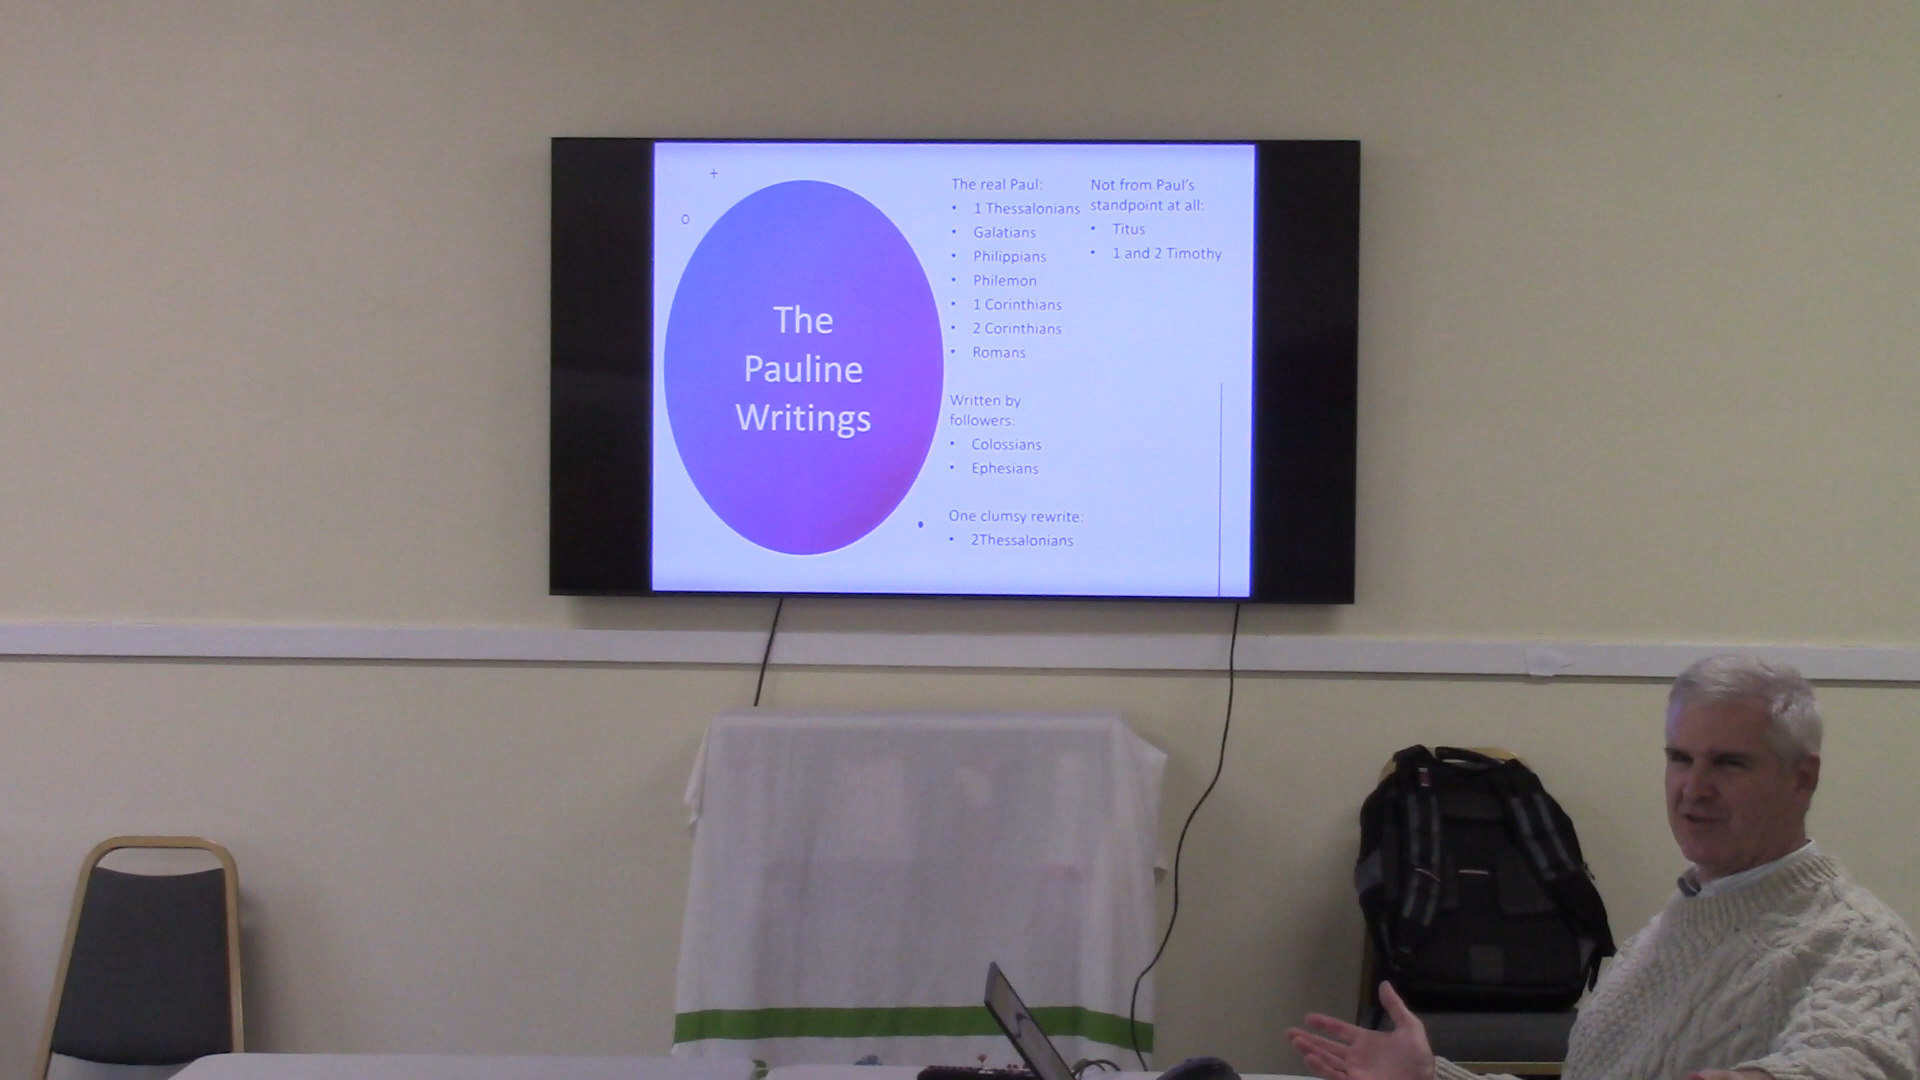 The
Pauline
Writings
The real Paul:
• 1 Thessalonians
• Galatians
• Philippians
• Philemon
• 1 Corinthians
• 2 Corinthians
• Romans
Written by
followers:
• Colossians
• Ephesians
One clumsy rewrite:
• 2Thessalonians
Not from Paul's
standpoint at all:
• Titus
• 1 and 2 Timothy